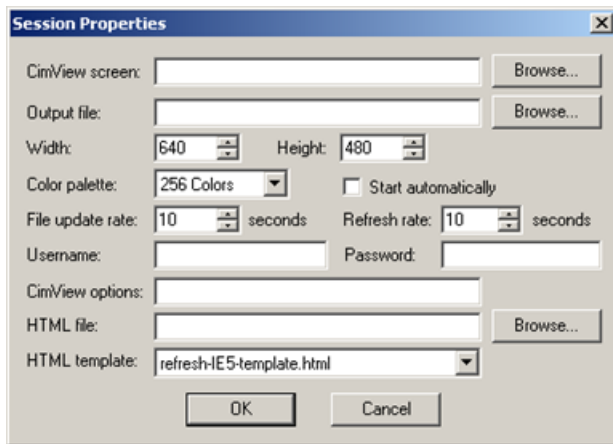 Session Properties
CimView screen: Browse...
Output file: Browse...
Width: 640 Height: 480
Color palette: 256 Colors Start automatically
File update rate: 10 seconds Refresh rate: 10 seconds
Username: Password:
CimView options:
HTML file: Browse...
HTML template: refresh-IE5-template.html
OK Cancel